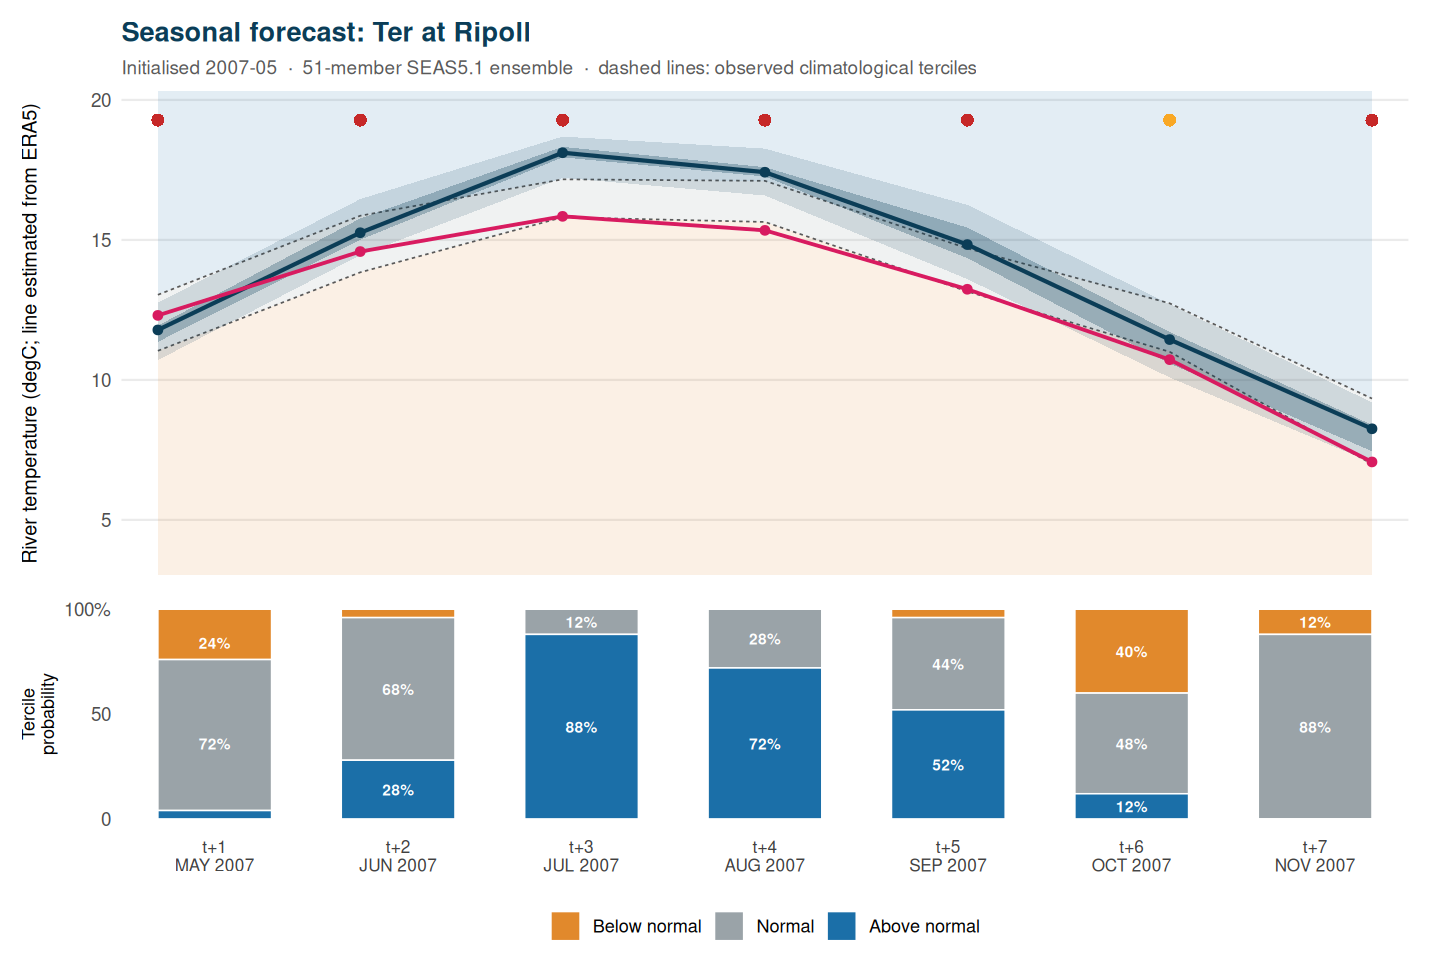 Seasonal forecast: Ter at Ripoll
Initialised 2007-05 · 51-member SEAS5.1 ensemble · dashed lines: observed climatological terciles
River temperature (degC; line estimated from ERA5)
20
15
10
5
Tercile
probability
100%
50
0
24%
72%
68%
28%
12%
88%
28%
72%
44%
52%
40%
48%
12%
12%
88%
t+1
MAY 2007
t+2
JUN 2007
t+3
JUL 2007
t+4
AUG 2007
t+5
SEP 2007
t+6
OCT 2007
t+7
NOV 2007
Below normal
Normal
Above normal